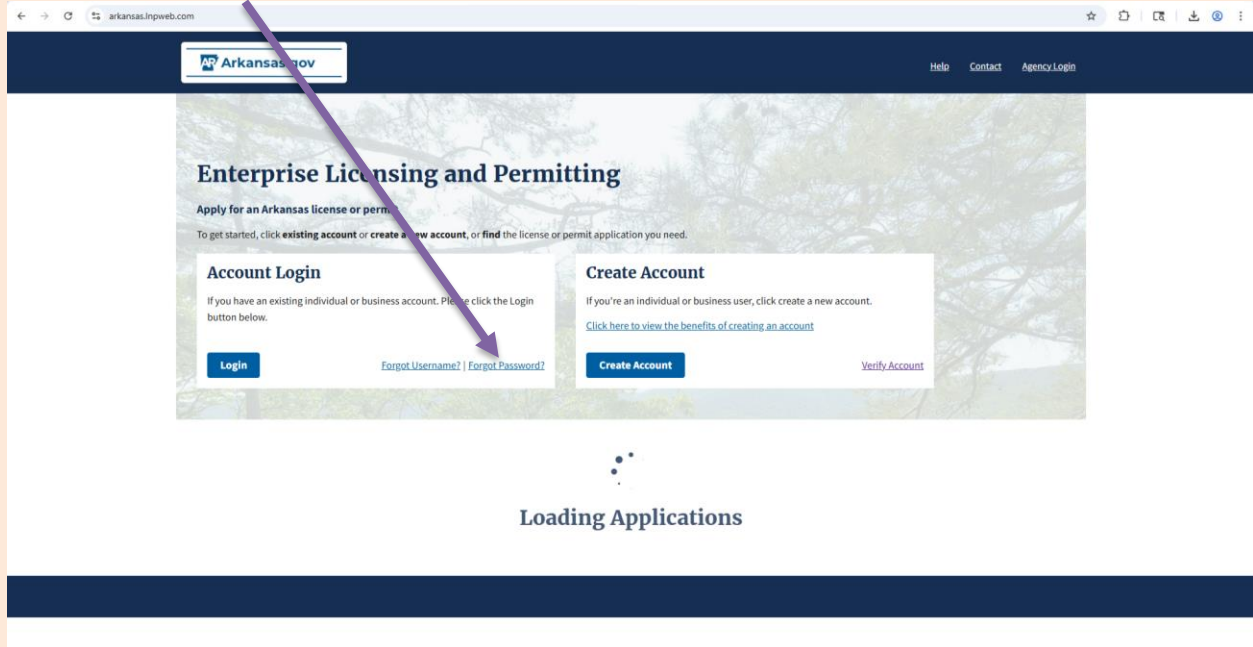 arkansas.lnpweb.com
AR Arkansas.gov
Help Contact Agency Login
Enterprise Licensing and Permitting
Apply for an Arkansas license or permit
To get started, click existing account or create a new account, or find the license or permit application you need.
Account Login
If you have an existing individual or business account. Please click the Login
button below.
Login Forgot Username? | Forgot Password?
Create Account
If you're an individual or business user, click create a new account.
Click here to view the benefits of creating an account
Create Account Verify Account
Loading Applications